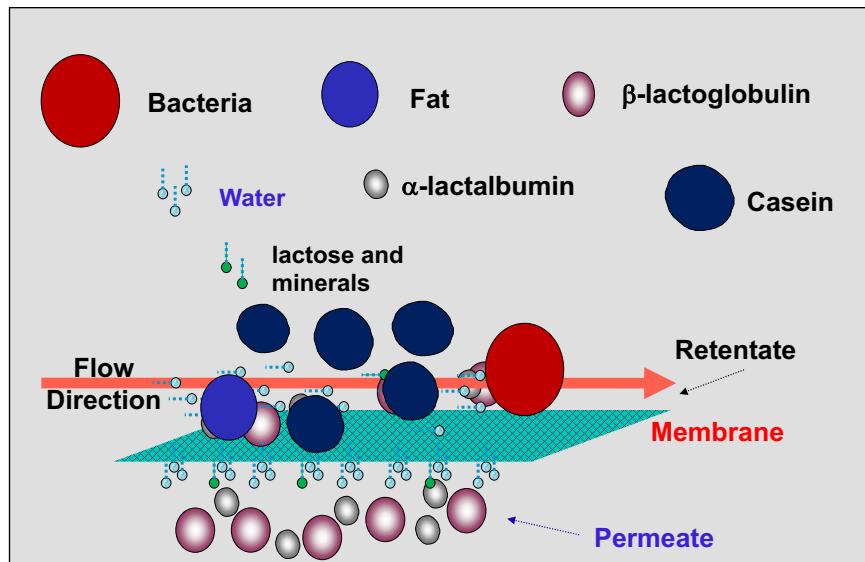 Bacteria
Fat
β-lactoglobulin
Water
α-lactalbumin
Casein
lactose and
minerals
Retentate
Flow
Direction
Membrane
Permeate